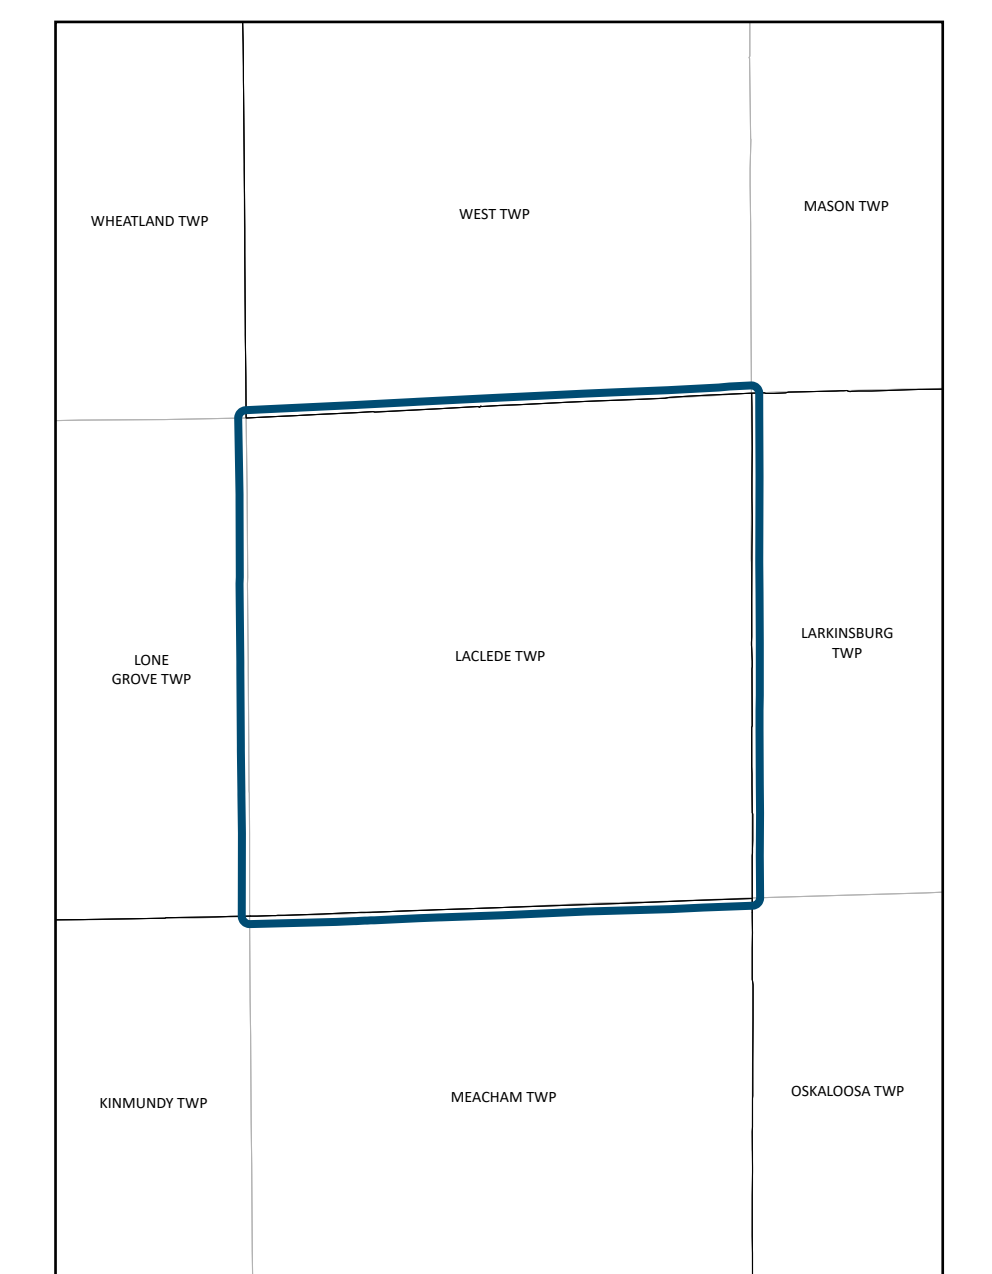 WHEATLAND TWP
WEST TWP
MASON TWP
LONE
GROVE TWP
LACLEDE TWP
LARKINSBURG
TWP
KINMUNDY TWP
MEACHAM TWP
OSKALOOSA TWP